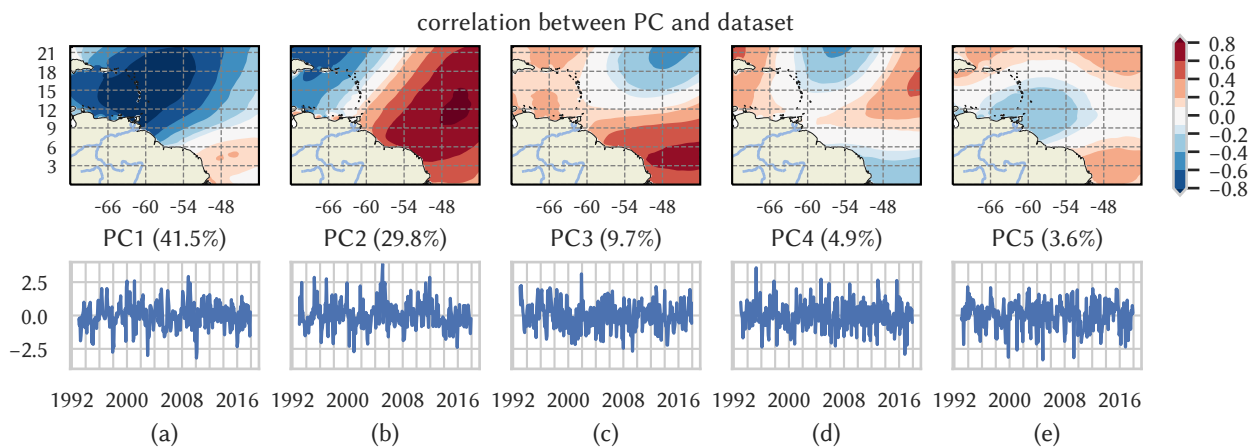 correlation between PC and dataset
21
18
15
12
9
6
3
-66 -60 -54 -48
-66 -60 -54 -48
-66 -60 -54 -48
-66 -60 -54 -48
-66 -60 -54 -48
0.8
0.6
0.4
0.2
0.0
−0.2
−0.4
−0.6
−0.8
PC1 (41.5%) PC2 (29.8%) PC3 (9.7%) PC4 (4.9%) PC5 (3.6%)
2.5
0.0
−2.5
1992 2000 2008 2016 1992 2000 2008 2016 1992 2000 2008 2016 1992 2000 2008 2016 1992 2000 2008 2016
(a) (b) (c) (d) (e)